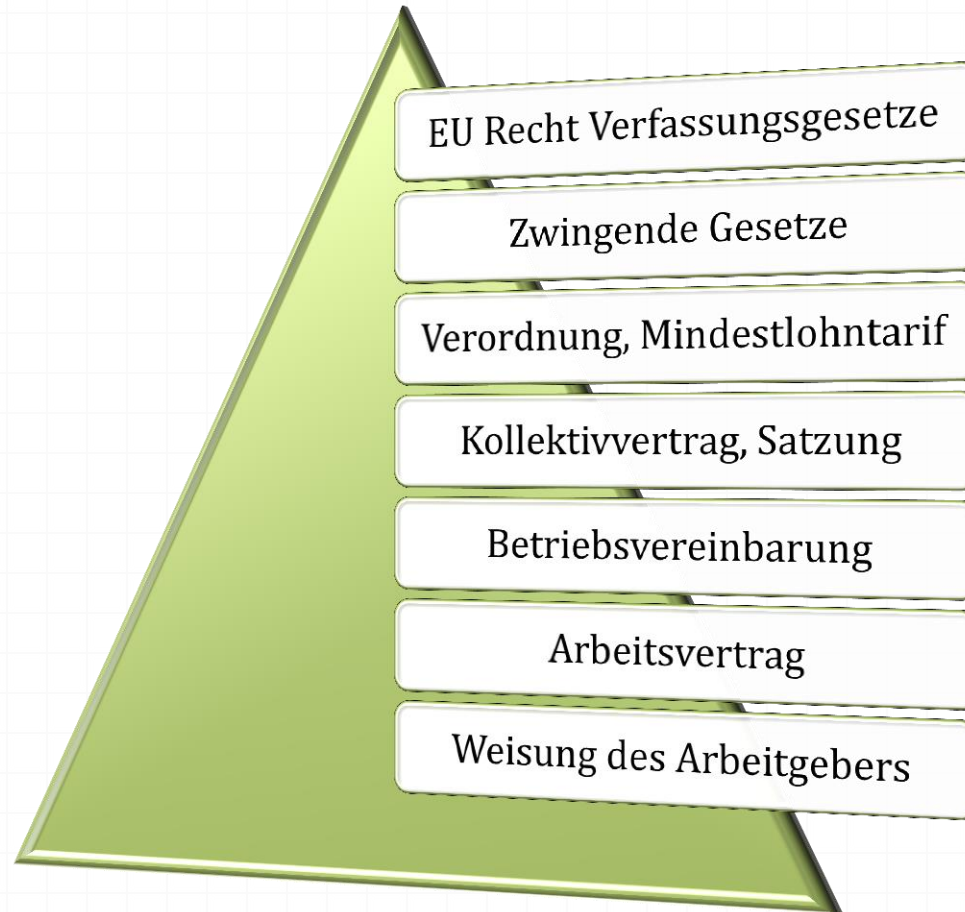 EU Recht Verfassungsgesetze
Zwingende Gesetze
Verordnung, Mindestlohntarif
Kollektivvertrag, Satzung
Betriebsvereinbarung
Arbeitsvertrag
Weisung des Arbeitgebers